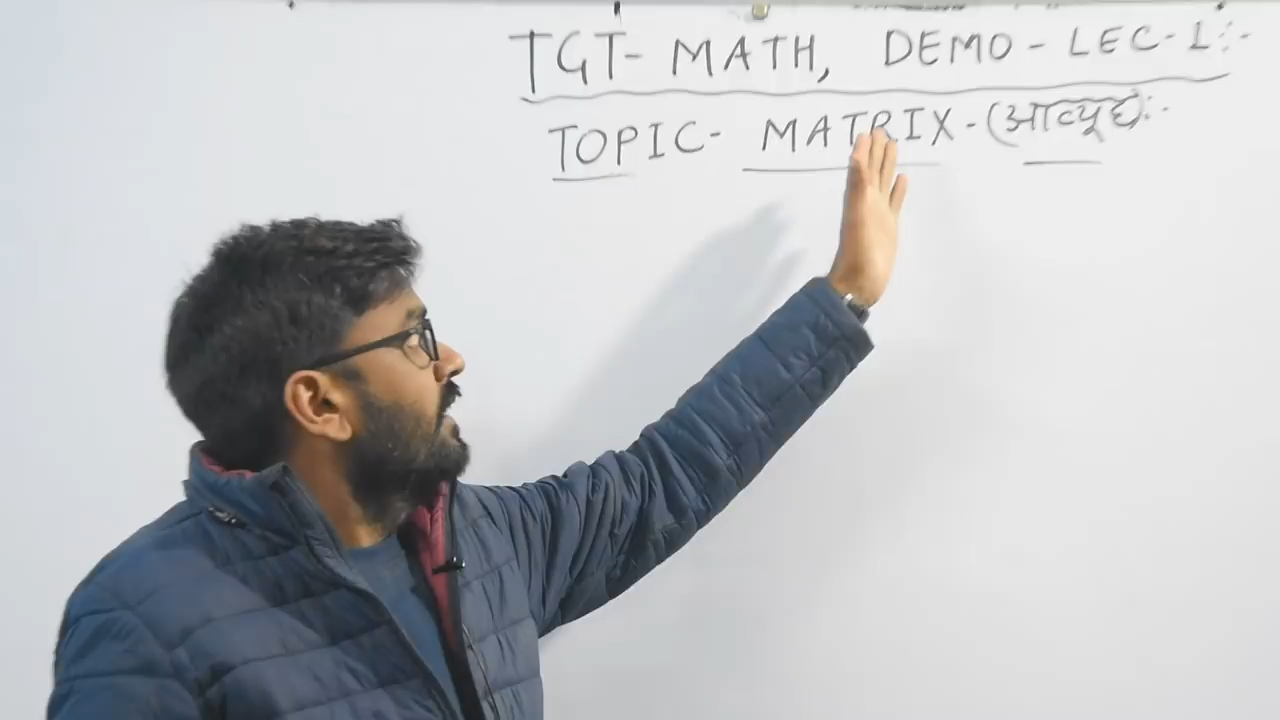 TGT- MATH, DEMO - LEC-1:-
TOPIC- MATRIX-(आव्यूह):-